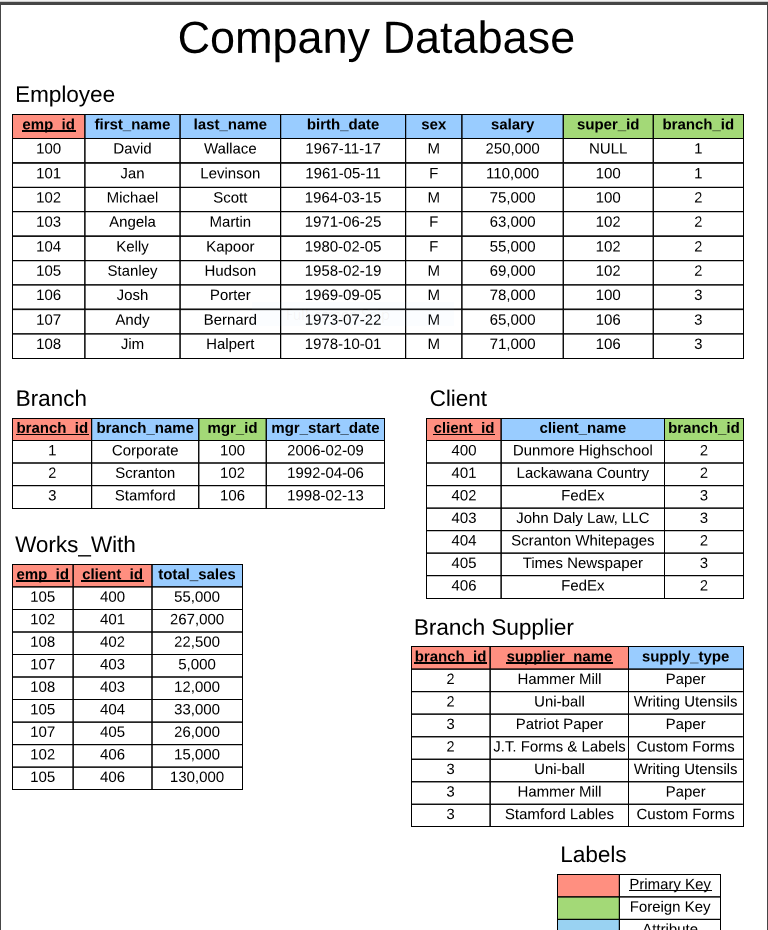 Company Database
Employee
emp_id first_name last_name birth_date sex salary super_id branch_id
100 David Wallace 1967-11-17 M 250,000 NULL 1
101 Jan Levinson 1961-05-11 F 110,000 100 1
102 Michael Scott 1964-03-15 M 75,000 100 2
103 Angela Martin 1971-06-25 F 63,000 102 2
104 Kelly Kapoor 1980-02-05 F 55,000 102 2
105 Stanley Hudson 1958-02-19 M 69,000 102 2
106 Josh Porter 1969-09-05 M 78,000 100 3
107 Andy Bernard 1973-07-22 M 65,000 106 3
108 Jim Halpert 1978-10-01 M 71,000 106 3
Branch
branch_id branch_name mgr_id mgr_start_date
1 Corporate 100 2006-02-09
2 Scranton 102 1992-04-06
3 Stamford 106 1998-02-13
Works_With
emp_id client_id total_sales
105 400 55,000
102 401 267,000
108 402 22,500
107 403 5,000
108 403 12,000
105 404 33,000
107 405 26,000
102 406 15,000
105 406 130,000
Client
client_id client_name branch_id
400 Dunmore Highschool 2
401 Lackawana Country 2
402 FedEx 3
403 John Daly Law, LLC 3
404 Scranton Whitepages 2
405 Times Newspaper 3
406 FedEx 2
Branch Supplier
branch_id supplier_name supply_type
2 Hammer Mill Paper
2 Uni-ball Writing Utensils
3 Patriot Paper Paper
2 J.T. Forms & Labels Custom Forms
3 Uni-ball Writing Utensils
3 Hammer Mill Paper
3 Stamford Lables Custom Forms
Labels
Primary Key
Foreign Key
Attribute